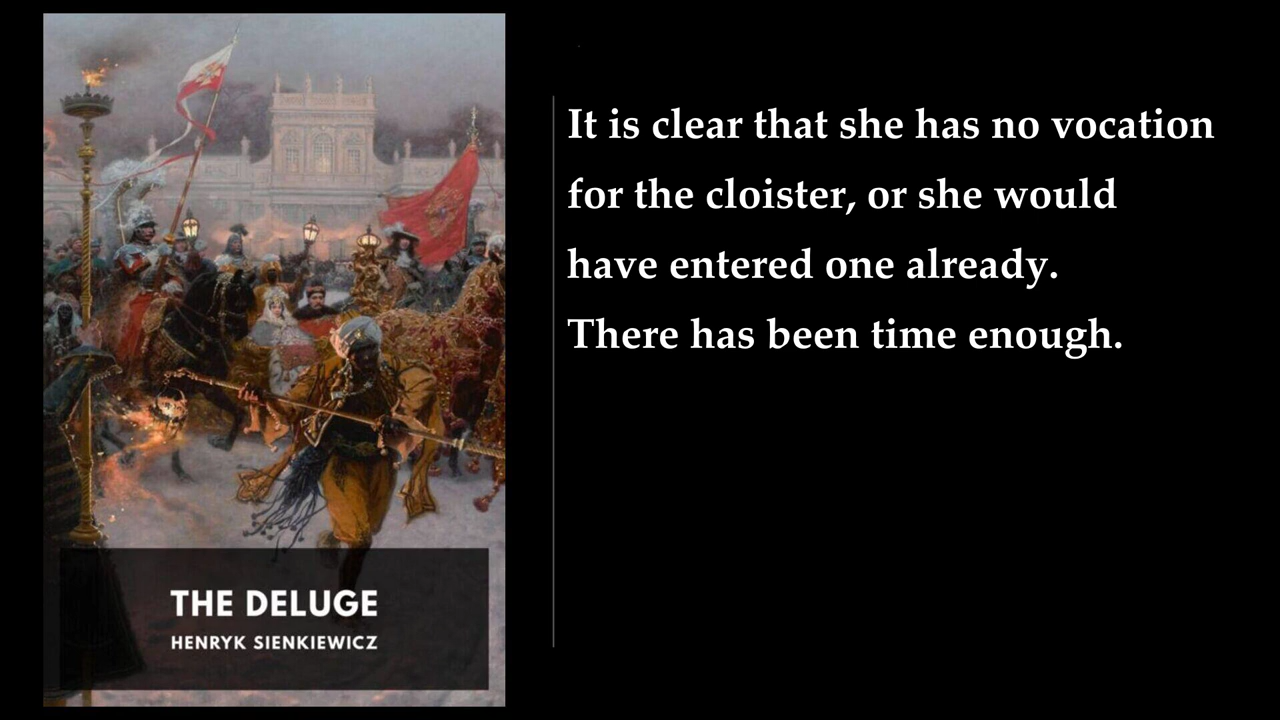 It is clear that she has no vocation
for the cloister, or she would
have entered one already.
There has been time enough.
THE DELUGE
HENRYK SIENKIEWICZ